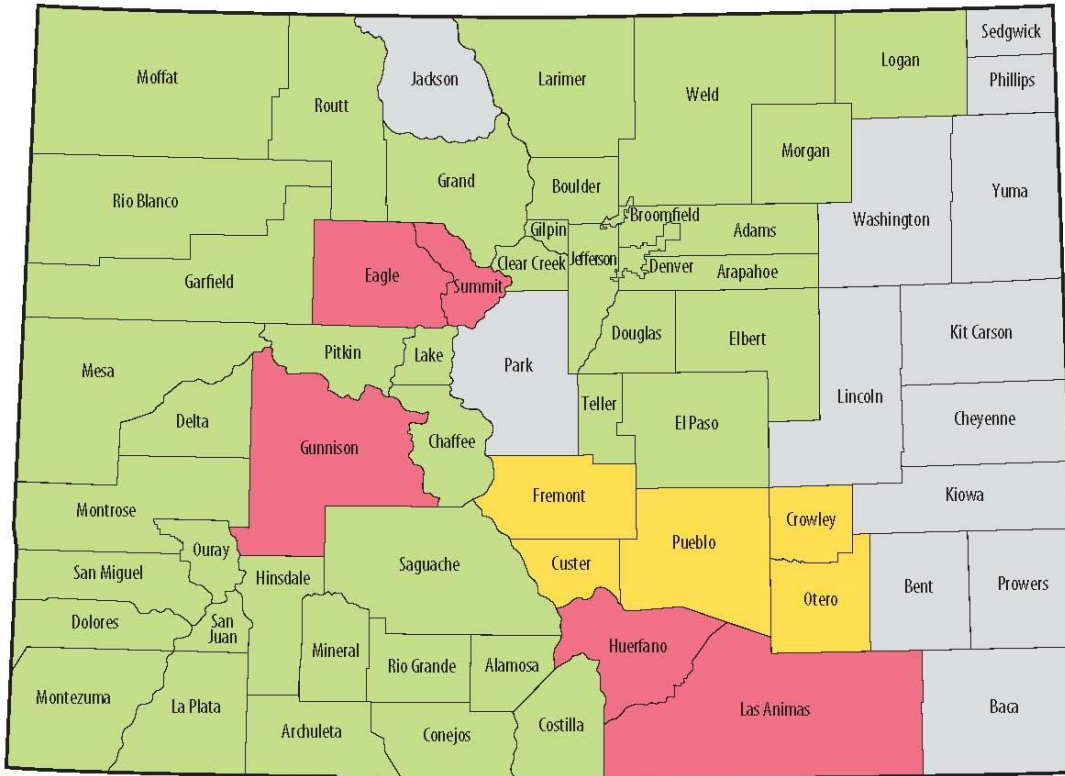 Sedgwick
Logan
Moffat
Jackson
Larimer
Phillips
Weld
Routt
Morgan
Grand
Boulder
Yuma
Rio Blanco
Washington
Broomfield
Gilpin
Adams
Clear Creek
Jefferson
Denver
Arapahoe
Eagle
Garfield
Summit
Kit Carson
Douglas
Elbert
Pitkin
Lake
Park
Mesa
Lincoln
Teller
Cheyenne
Delta
El Paso
Chaffee
Gunnison
Fremont
Kiowa
Montrose
Crowley
Pueblo
Ouray
Custer
Saguache
San Miguel
Hinsdale
Bent
Prowers
Otero
Dolores
San
Juan
Mineral
Huerfano
Rio Grande
Alamosa
Montezuma
La Plata
Las Animas
Baca
Costilla
Archuleta
Conejos